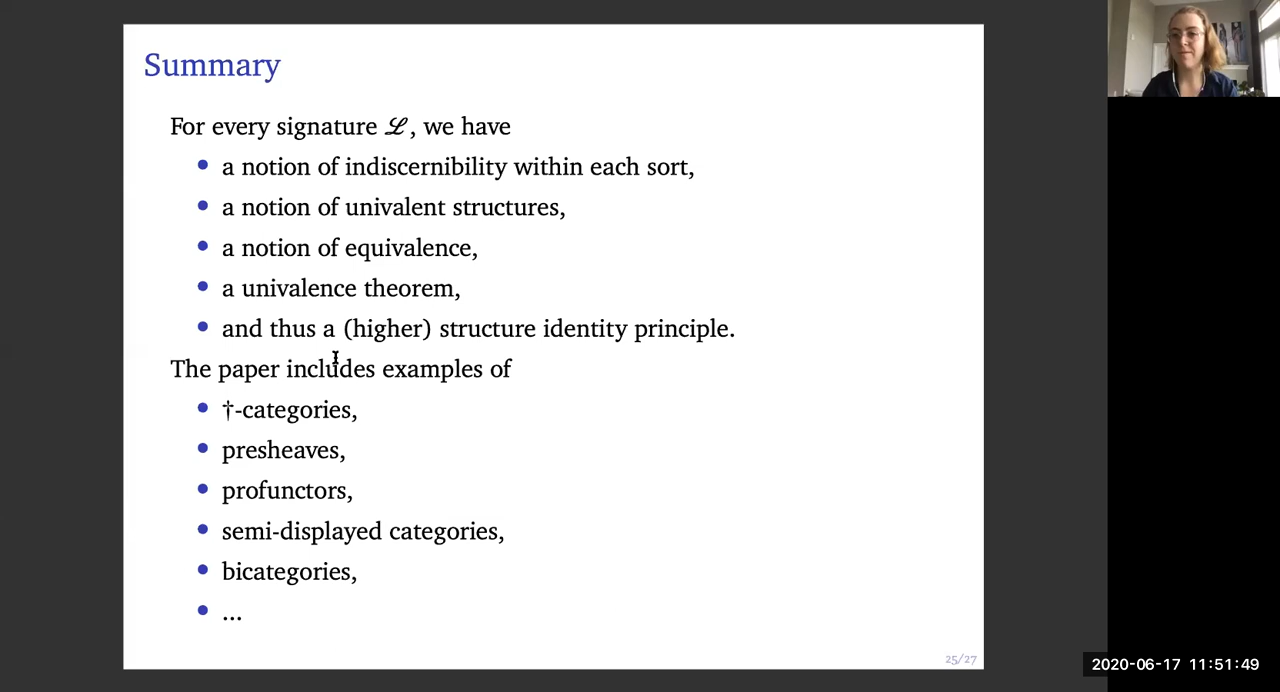 Summary
For every signature ℒ, we have
• a notion of indiscernibility within each sort,
• a notion of univalent structures,
• a notion of equivalence,
• a univalence theorem,
• and thus a (higher) structure identity principle.
The paper includes examples of
• †-categories,
• presheaves,
• profunctors,
• semi-displayed categories,
• bicategories,
• ...
25/27
2020-06-17 11:51:49